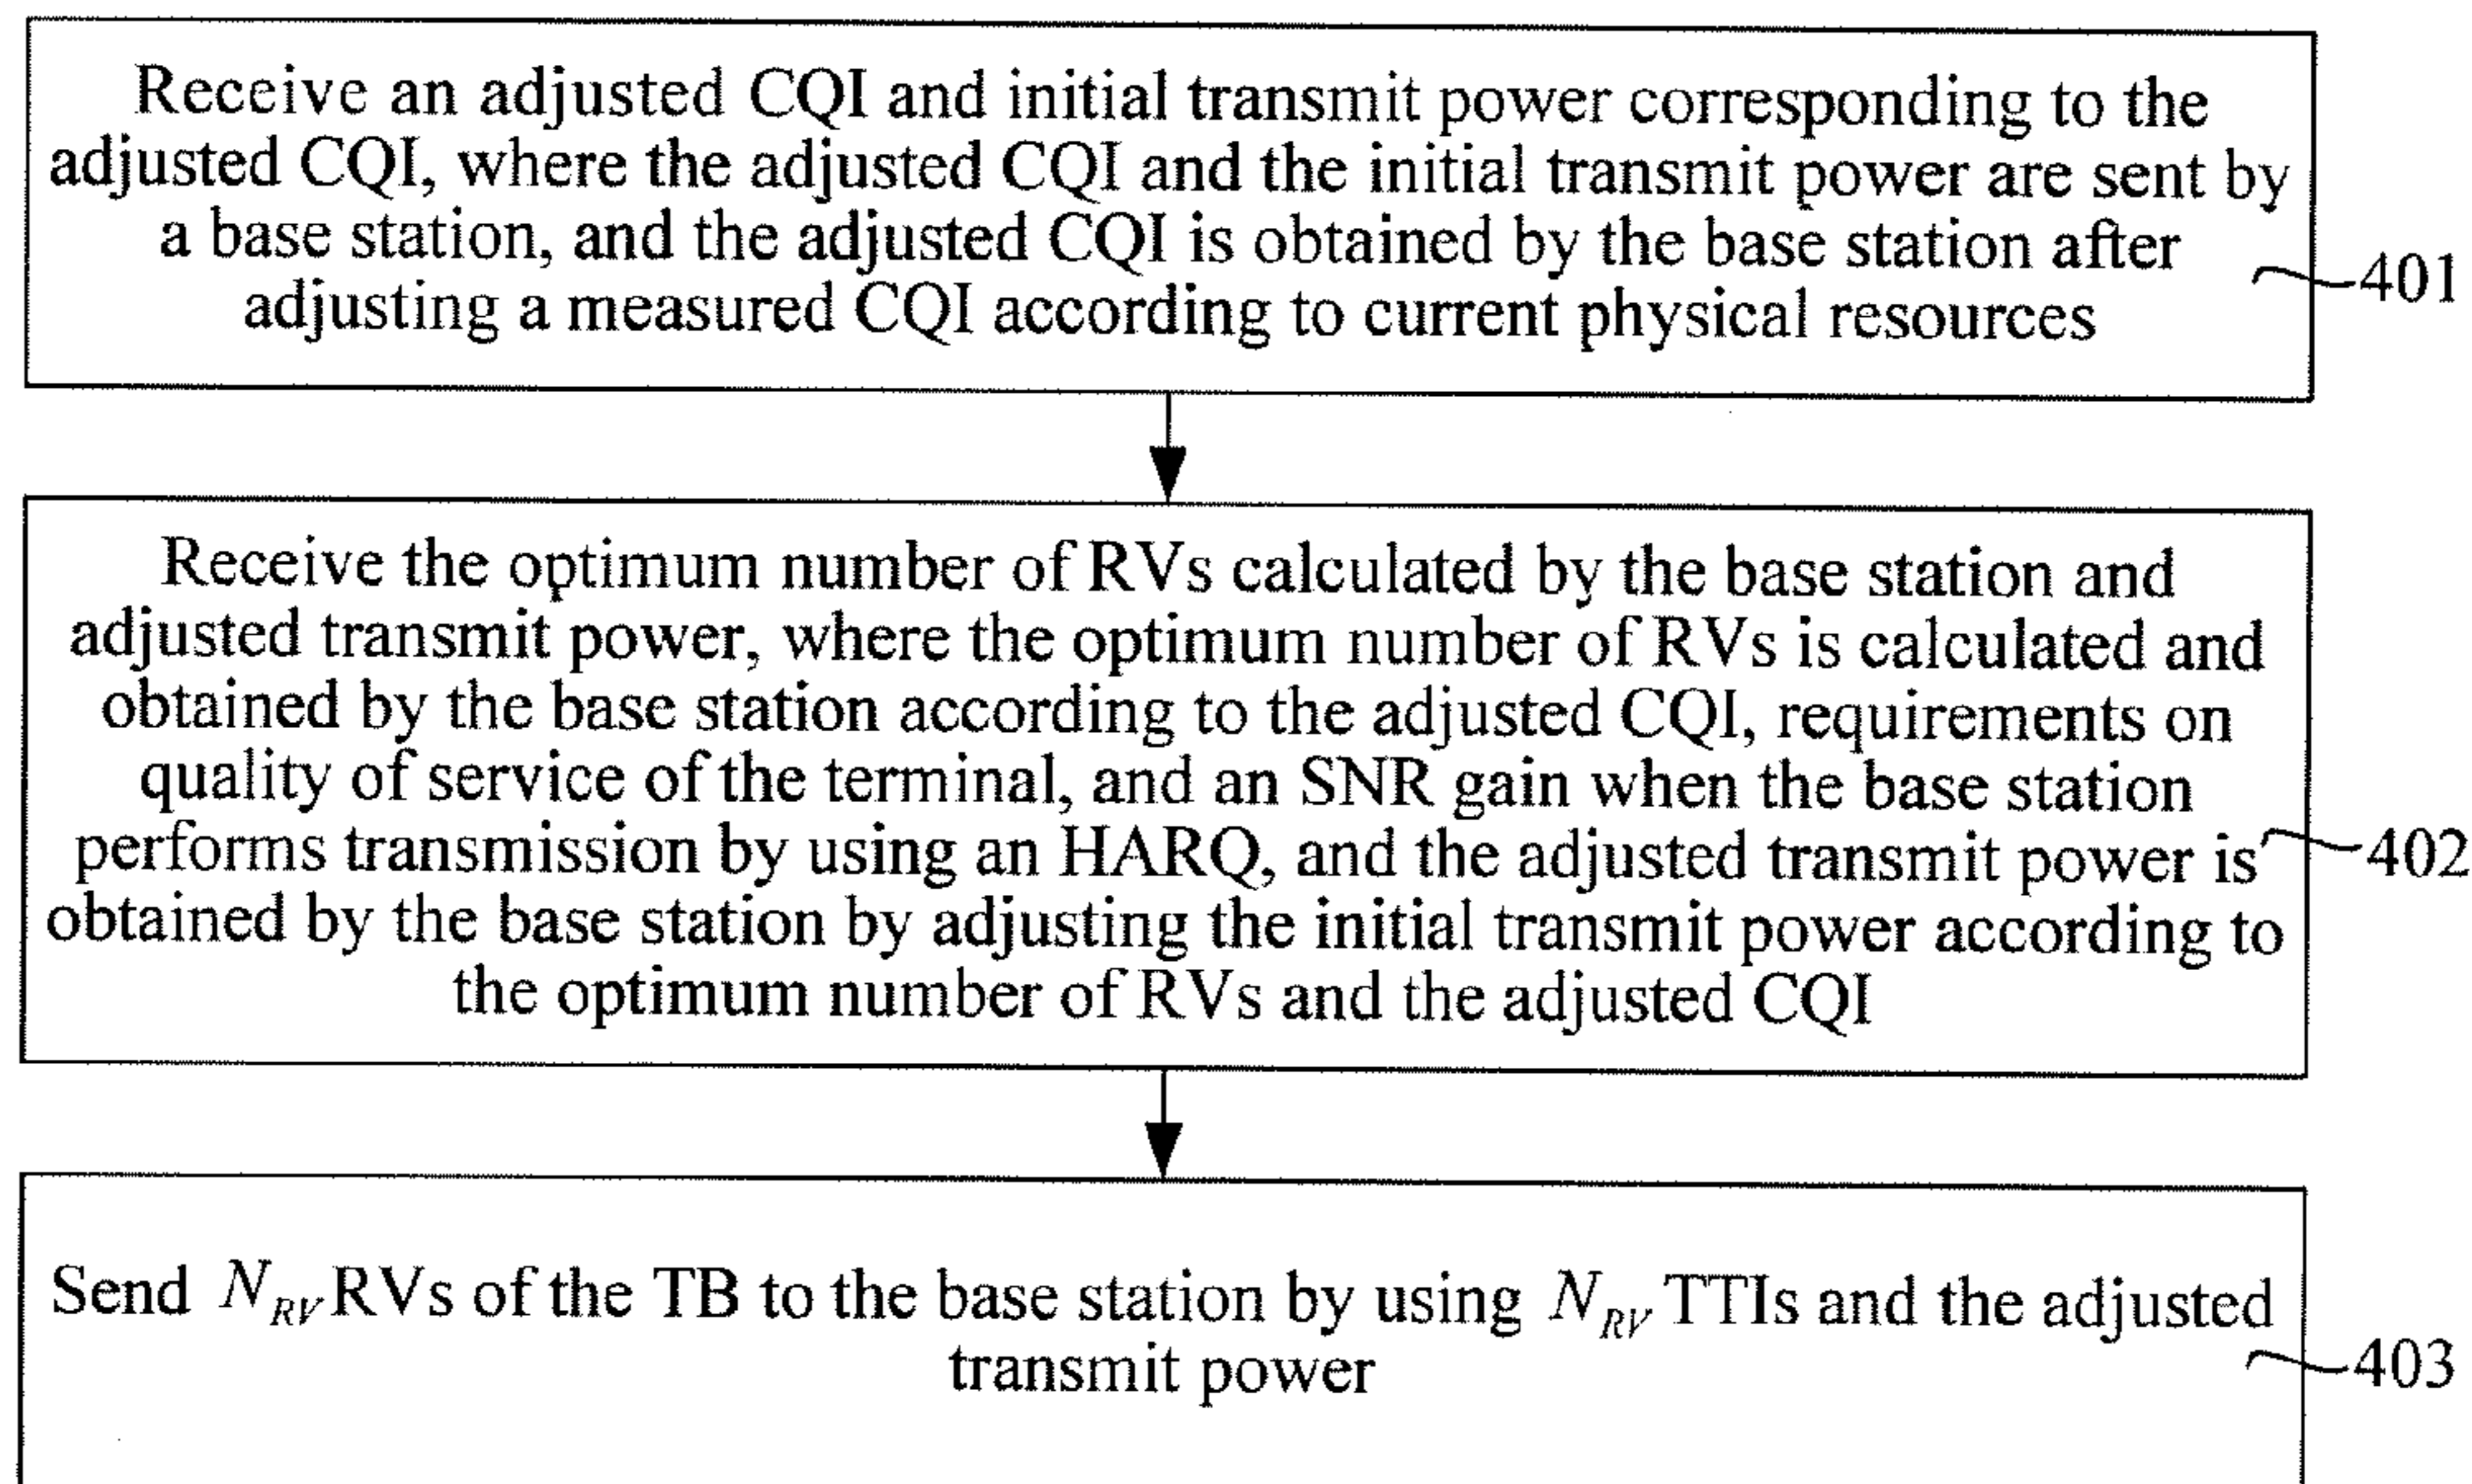 Receive an adjusted CQI and initial transmit power corresponding to the
adjusted CQI, where the adjusted CQI and the initial transmit power are sent by
a base station, and the adjusted CQI is obtained by the base station after
adjusting a measured CQI according to current physical resources
401
Receive the optimum number of RVs calculated by the base station and
adjusted transmit power, where the optimum number of RVs is calculated and
obtained by the base station according to the adjusted CQI, requirements on
quality of service of the terminal, and an SNR gain when the base station
performs transmission by using an HARQ, and the adjusted transmit power is
402
obtained by the base station by adjusting the initial transmit power according to
the optimum number of RVs and the adjusted CQI
Send N_RV RVs of the TB to the base station by using N_RV TTIs and the adjusted
transmit power
403